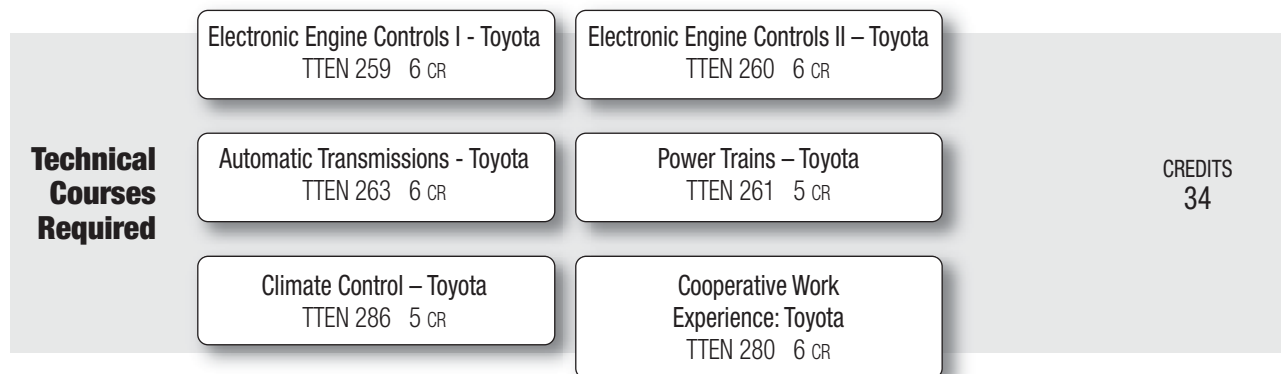 Electronic Engine Controls I - Toyota
TTEN 259 6 CR
Electronic Engine Controls II – Toyota
TTEN 260 6 CR
Technical
Courses
Required
Automatic Transmissions - Toyota
TTEN 263 6 CR
Power Trains – Toyota
TTEN 261 5 CR
CREDITS
34
Climate Control – Toyota
TTEN 286 5 CR
Cooperative Work
Experience: Toyota
TTEN 280 6 CR